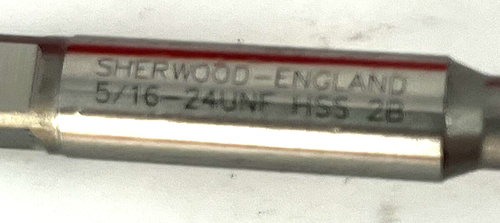 SHERWOOD-ENGLAND
5/16-24UNF HSS 2B